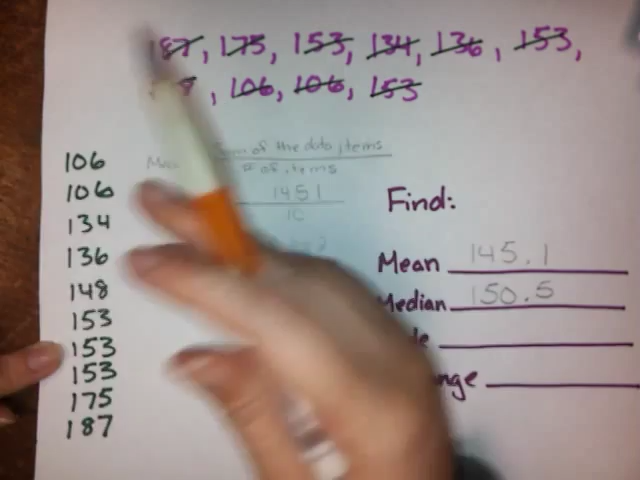 187, 175, 153, 134, 136, 153,
, 106, 106, 153
Sum of the data items
# of items
1451
10
106
106
134
136
148
153
153
153
175
187
Find:
Mean 145.1
Median 150.5